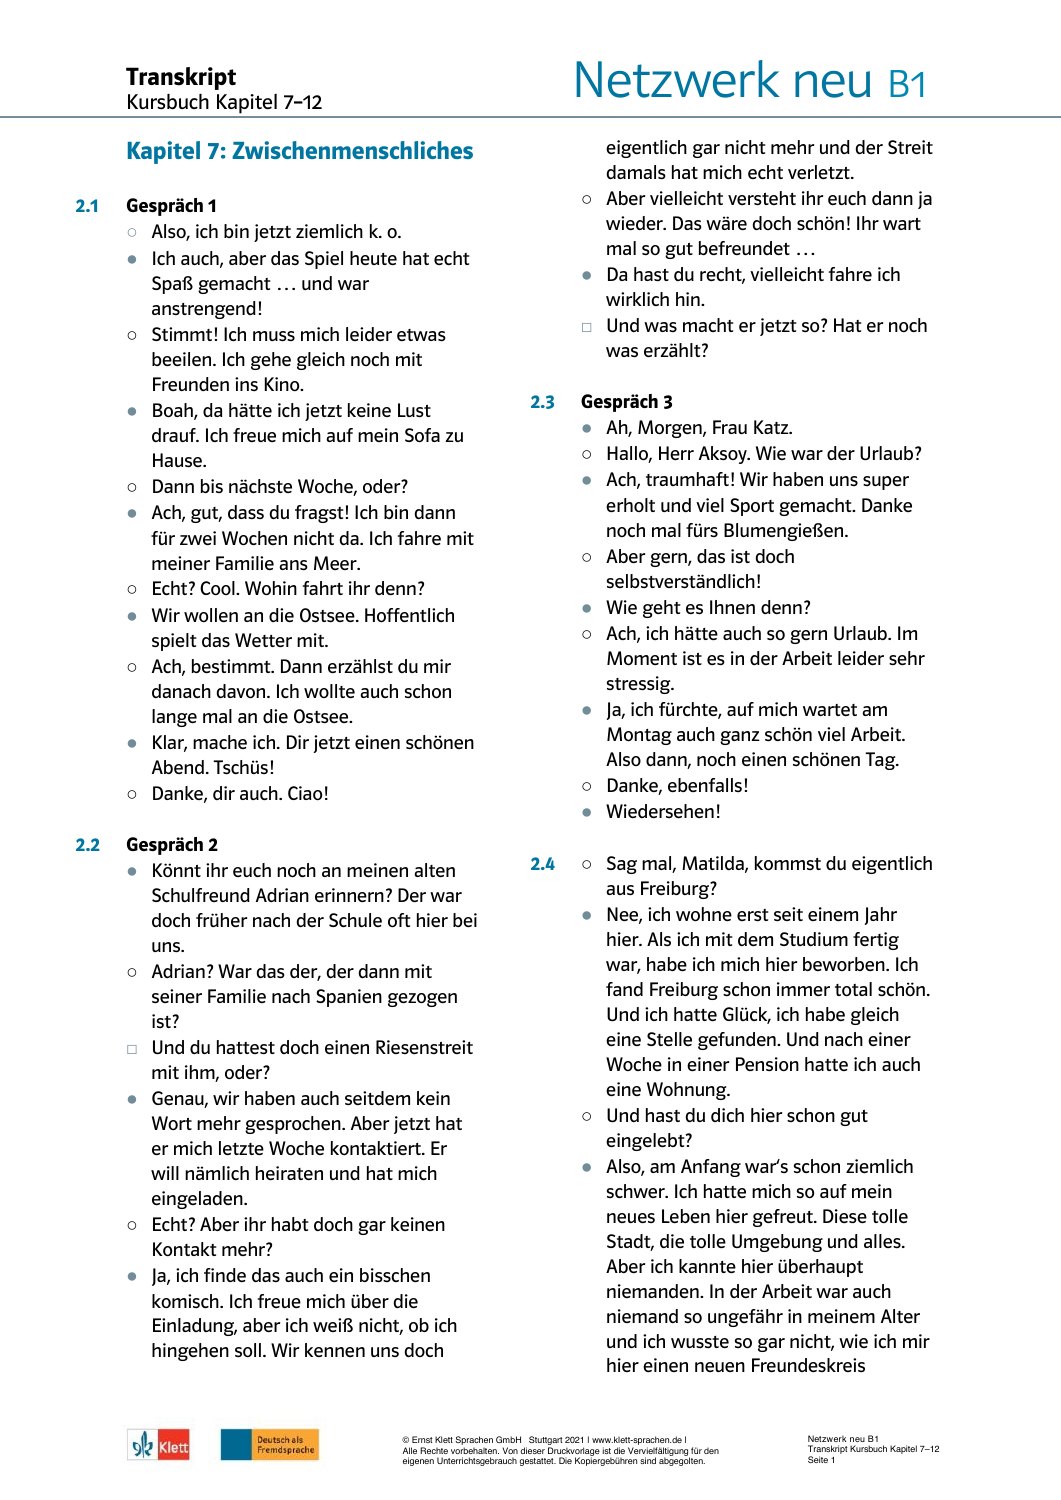 Transkript
Kursbuch Kapitel 7–12
Netzwerk neu B1
Kapitel 7: Zwischenmenschliches
2.1 Gespräch 1
○ Also, ich bin jetzt ziemlich k. o.
● Ich auch, aber das Spiel heute hat echt
Spaß gemacht … und war
anstrengend!
○ Stimmt! Ich muss mich leider etwas
beeilen. Ich gehe gleich noch mit
Freunden ins Kino.
● Boah, da hätte ich jetzt keine Lust
drauf. Ich freue mich auf mein Sofa zu
Hause.
○ Dann bis nächste Woche, oder?
● Ach, gut, dass du fragst! Ich bin dann
für zwei Wochen nicht da. Ich fahre mit
meiner Familie ans Meer.
○ Echt? Cool. Wohin fahrt ihr denn?
● Wir wollen an die Ostsee. Hoffentlich
spielt das Wetter mit.
○ Ach, bestimmt. Dann erzählst du mir
danach davon. Ich wollte auch schon
lange mal an die Ostsee.
● Klar, mache ich. Dir jetzt einen schönen
Abend. Tschüs!
○ Danke, dir auch. Ciao!
2.2 Gespräch 2
● Könnt ihr euch noch an meinen alten
Schulfreund Adrian erinnern? Der war
doch früher nach der Schule oft hier bei
uns.
○ Adrian? War das der, der dann mit
seiner Familie nach Spanien gezogen
ist?
□ Und du hattest doch einen Riesenstreit
mit ihm, oder?
● Genau, wir haben auch seitdem kein
Wort mehr gesprochen. Aber jetzt hat
er mich letzte Woche kontaktiert. Er
will nämlich heiraten und hat mich
eingeladen.
○ Echt? Aber ihr habt doch gar keinen
Kontakt mehr?
● Ja, ich finde das auch ein bisschen
komisch. Ich freue mich über die
Einladung, aber ich weiß nicht, ob ich
hingehen soll. Wir kennen uns doch
eigentlich gar nicht mehr und der Streit
damals hat mich echt verletzt.
○ Aber vielleicht versteht ihr euch dann ja
wieder. Das wäre doch schön! Ihr wart
mal so gut befreundet …
● Da hast du recht, vielleicht fahre ich
wirklich hin.
□ Und was macht er jetzt so? Hat er noch
was erzählt?
2.3 Gespräch 3
● Ah, Morgen, Frau Katz.
○ Hallo, Herr Aksoy. Wie war der Urlaub?
● Ach, traumhaft! Wir haben uns super
erholt und viel Sport gemacht. Danke
noch mal fürs Blumengießen.
○ Aber gern, das ist doch
selbstverständlich!
● Wie geht es Ihnen denn?
○ Ach, ich hätte auch so gern Urlaub. Im
Moment ist es in der Arbeit leider sehr
stressig.
● Ja, ich fürchte, auf mich wartet am
Montag auch ganz schön viel Arbeit.
Also dann, noch einen schönen Tag.
○ Danke, ebenfalls!
● Wiedersehen!
2.4 ○ Sag mal, Matilda, kommst du eigentlich
aus Freiburg?
● Nee, ich wohne erst seit einem Jahr
hier. Als ich mit dem Studium fertig
war, habe ich mich hier beworben. Ich
fand Freiburg schon immer total schön.
Und ich hatte Glück, ich habe gleich
eine Stelle gefunden. Und nach einer
Woche in einer Pension hatte ich auch
eine Wohnung.
○ Und hast du dich hier schon gut
eingelebt?
● Also, am Anfang war‘s schon ziemlich
schwer. Ich hatte mich so auf mein
neues Leben hier gefreut. Diese tolle
Stadt, die tolle Umgebung und alles.
Aber ich kannte hier überhaupt
niemanden. In der Arbeit war auch
niemand so ungefähr in meinem Alter
und ich wusste so gar nicht, wie ich mir
hier einen neuen Freundeskreis
Klett
Deutsch als
Fremdsprache
© Ernst Klett Sprachen GmbH Stuttgart 2021 I www.klett-sprachen.de I
Alle Rechte vorbehalten. Von dieser Druckvorlage ist die Vervielfältigung für den
eigenen Unterrichtsgebrauch gestattet. Die Kopiergebühren sind abgegolten.
Netzwerk neu B1
Transkript Kursbuch Kapitel 7–12
Seite 1